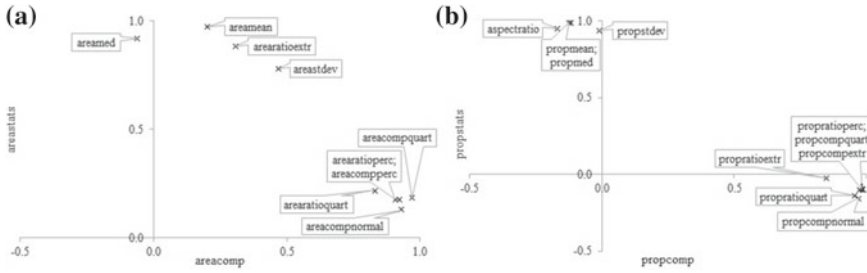 (a)
1.0
areamean
areamed
arearatioextr
areastdev
areastats
0.5
areacompquart
arearatioperc;
areacompperc
arearatioquart
areacompnormal
0.0
-0.5
0.0
0.5
1.0
areacomp
(b)
1.0
aspectratio
propstdev
propmean;
propmed
0.5
propstats
propratioperc;
propcompquart
propcompextr
propratioextr
0.0
-0.5
0.0
0.5
propratioquart
propcompnormal
-0.5
propcomp